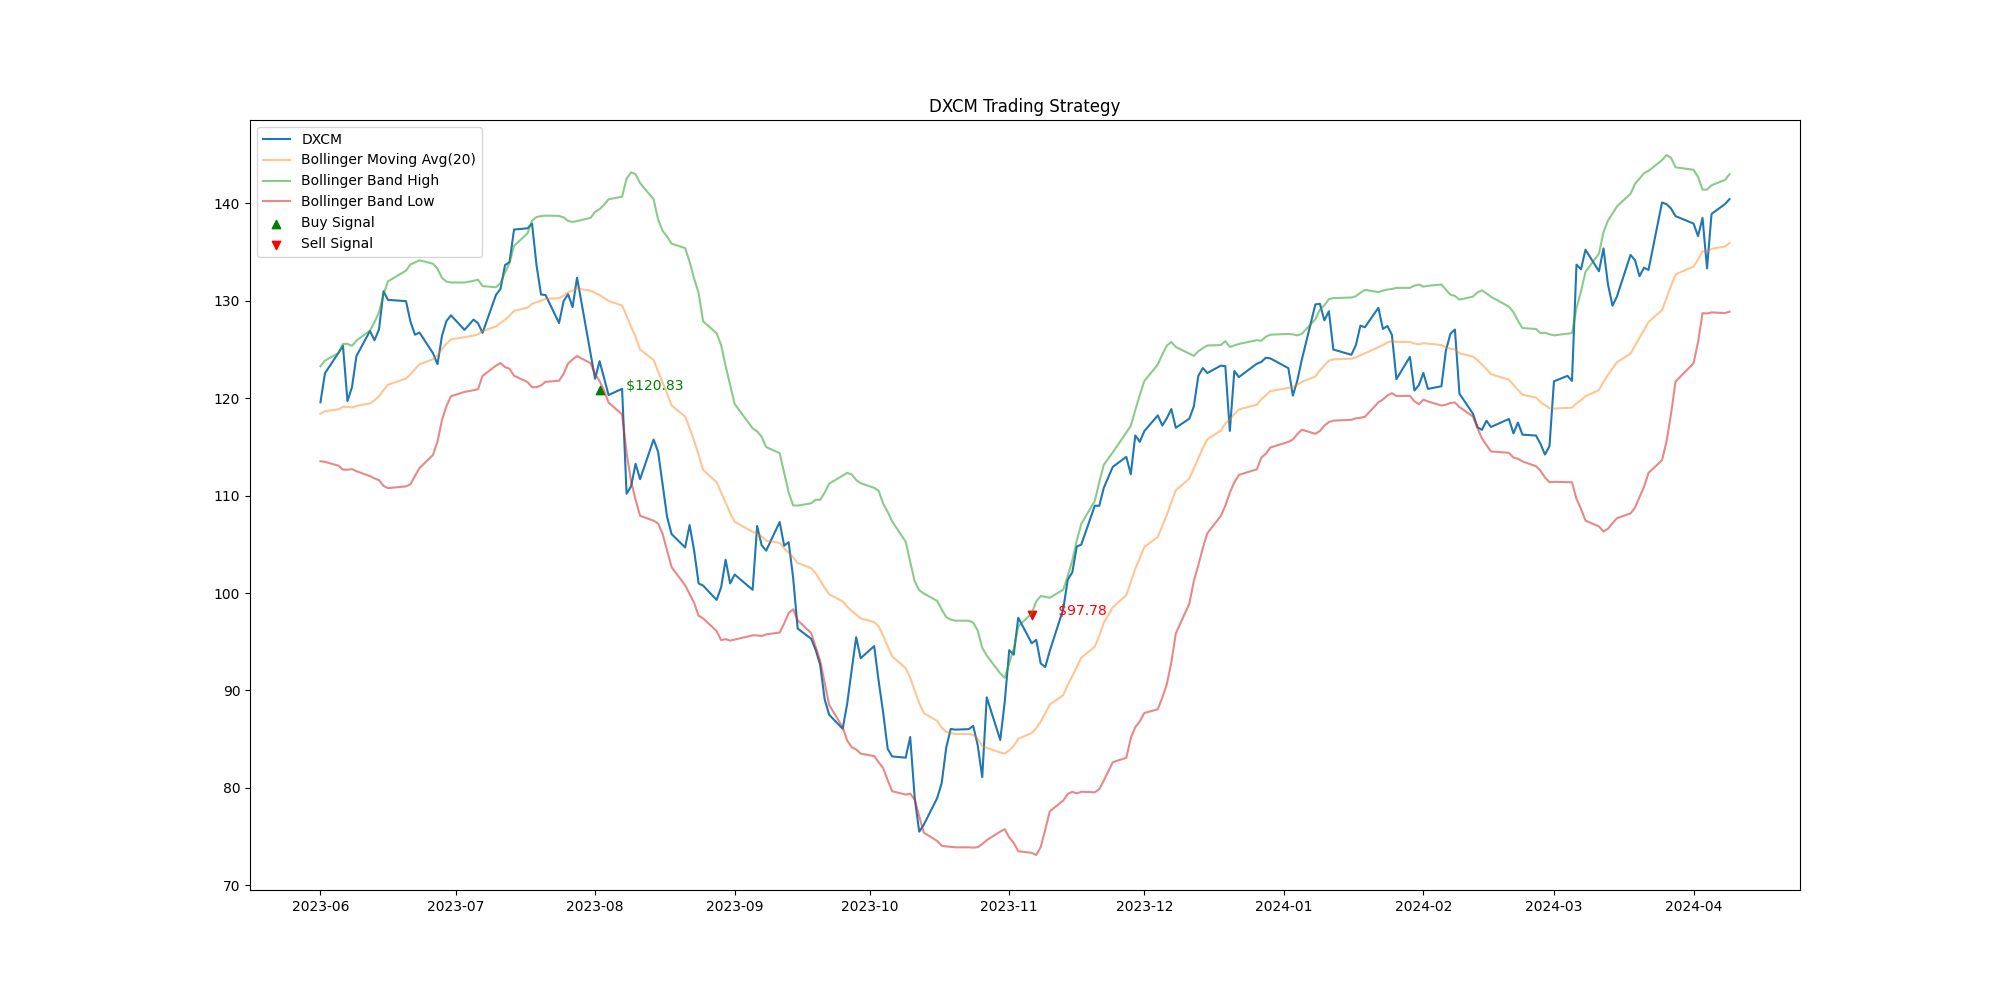 DXCM Trading Strategy
DXCM
Bollinger Moving Avg(20)
Bollinger Band High
Bollinger Band Low
Buy Signal
Sell Signal
140
130
120
110
100
90
80
70
$120.83
$97.78
2023-06 2023-07 2023-08 2023-09 2023-10 2023-11 2023-12 2024-01 2024-02 2024-03 2024-04